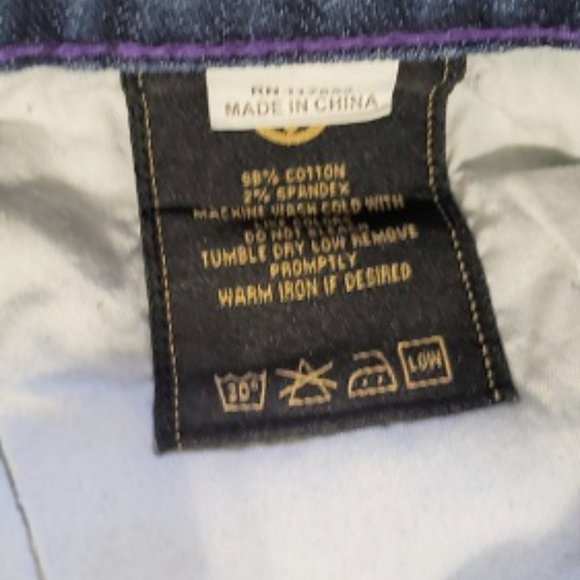 RN
MADE IN CHINA
98% COTTON
2% SPANDEX
MACHINE WASH COLD WITH
DO NOT BLEACH
TUMBLE DRY LOW REMOVE
PROMPTLY
WARM IRON IF DESIRED
30° LOW